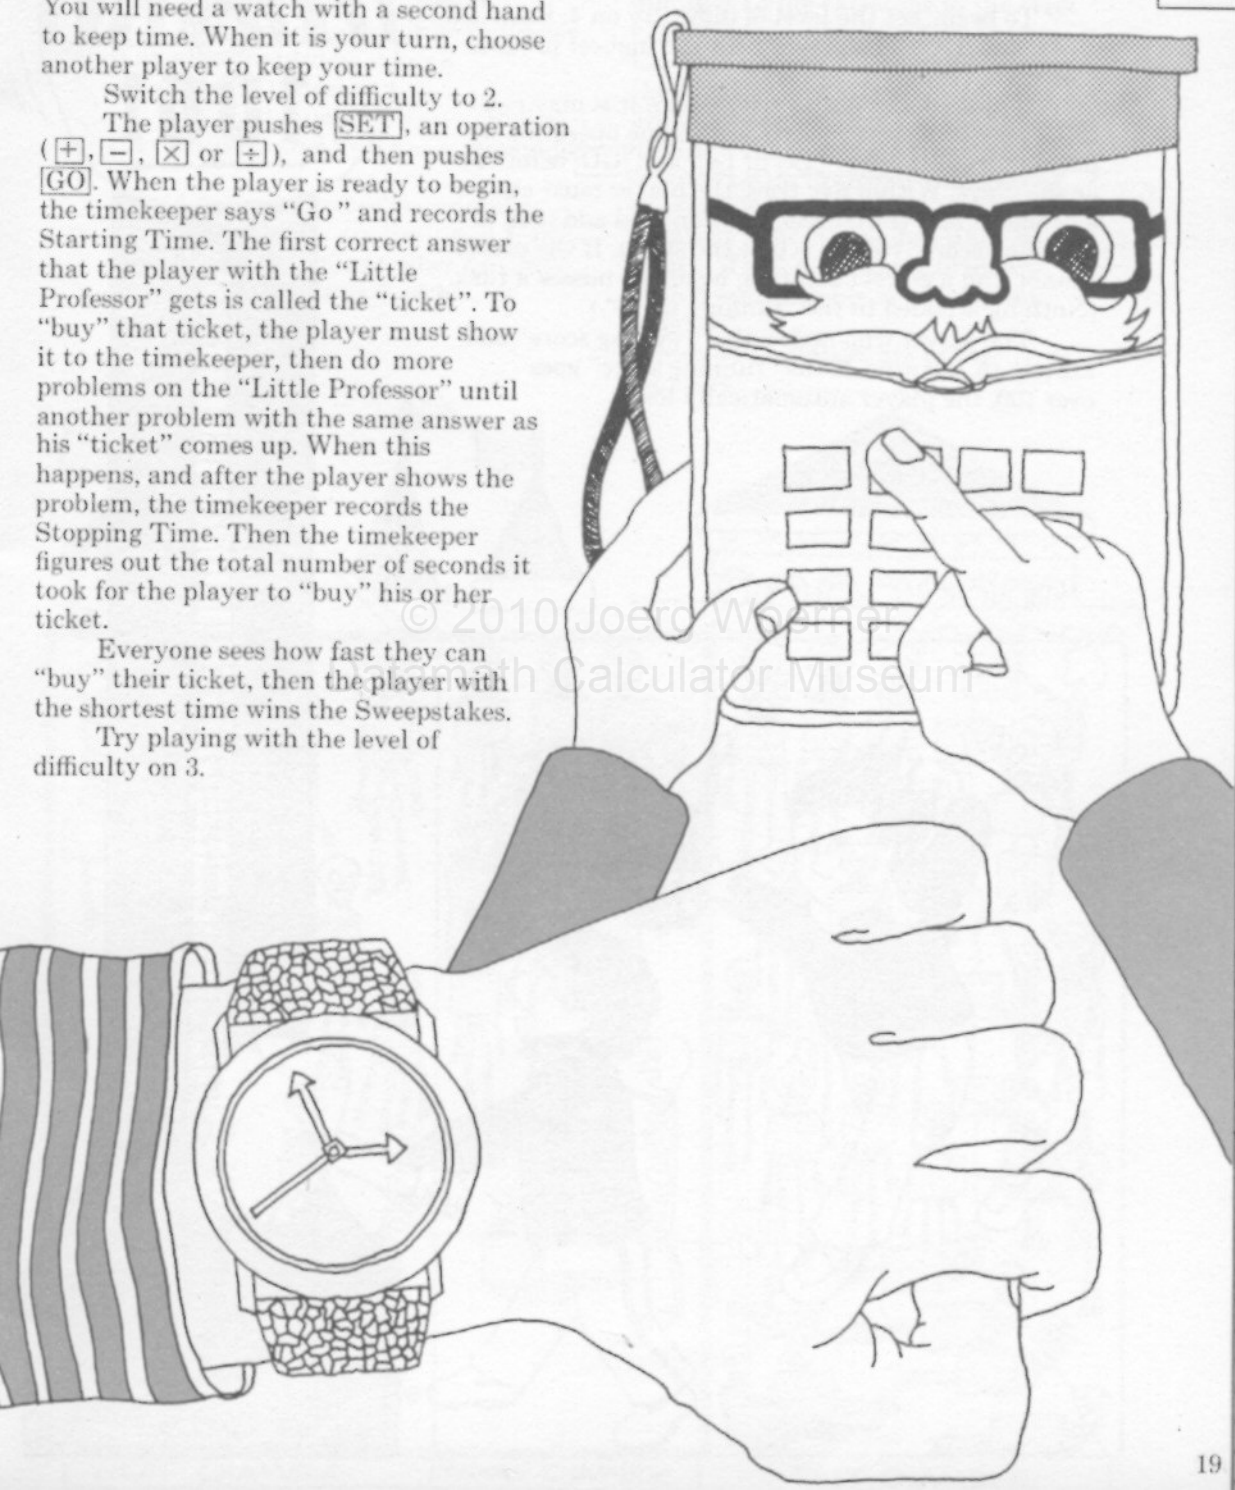 You will need a watch with a second hand
to keep time. When it is your turn, choose
another player to keep your time.
Switch the level of difficulty to 2.
The player pushes [SET], an operation
([+], [−], [×] or [÷]), and then pushes
[GO]. When the player is ready to begin,
the timekeeper says “Go” and records the
Starting Time. The first correct answer
that the player with the “Little
Professor” gets is called the “ticket”. To
“buy” that ticket, the player must show
it to the timekeeper, then do more
problems on the “Little Professor” until
another problem with the same answer as
his “ticket” comes up. When this
happens, and after the player shows the
problem, the timekeeper records the
Stopping Time. Then the timekeeper
figures out the total number of seconds it
took for the player to “buy” his or her
ticket.
Everyone sees how fast they can
“buy” their ticket, then the player with
the shortest time wins the Sweepstakes.
Try playing with the level of
difficulty on 3.
© 2010 Joerg Woerner
Datamath Calculator Museum
19